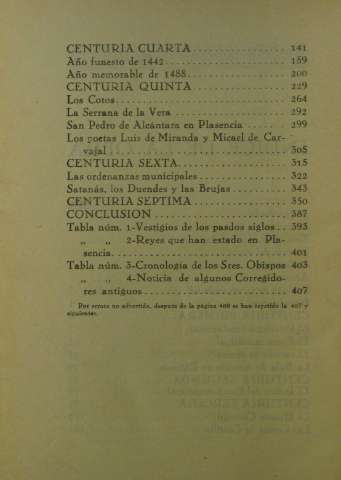 CENTURIA CUARTA .................. 141
Año funesto de 1442 .................. 159
Año memorable de 1488 .................. 200
CENTURIA QUINTA .................. 229
Los Cotos .................. 264
La Serrana de la Vera .................. 292
San Pedro de Alcántara en Plasencia .......... 299
Los poetas Luis de Miranda y Micael de Car-
vajal .................. 305
CENTURIA SEXTA .................. 315
Las ordenanzas municipales .................. 322
Satanás, los Duendes y las Brujas .......... 343
CENTURIA SEPTIMA .................. 350
CONCLUSION .................. 387
Tabla núm. 1-Vestigios de los pasdos siglos... 393
„ „ 2-Reyes que han estado en Pla-
sencia .................. 401
Tabla núm. 3-Cronología de los Sres. Obispos 403
„ „ 4-Noticia de algunos Corregido-
res antiguos .................. 407
Por errata no advertida, después de la página 408 se han repetido la 407 y
siguientes.